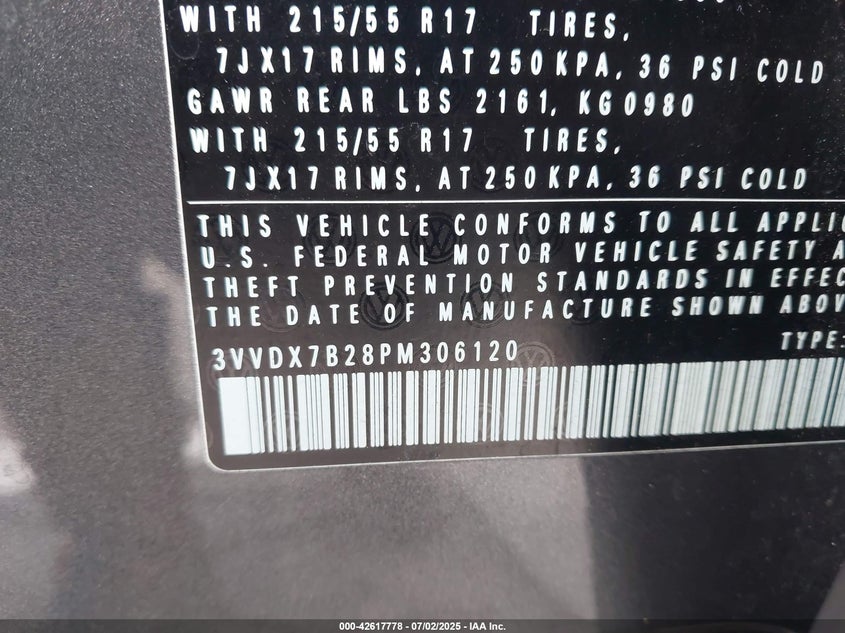 WITH 215/55 R17 TIRES,
7JX17 RIMS, AT 250 KPA, 36 PSI COLD
GAWR REAR LBS 2161, KG0980
WITH 215/55 R17 TIRES,
7JX17 RIMS, AT 250 KPA, 36 PSI COLD
THIS VEHICLE CONFORMS TO ALL APPLIC
U.S. FEDERAL MOTOR VEHICLE SAFETY A
THEFT PREVENTION STANDARDS IN EFFEC
THE DATE OF MANUFACTURE SHOWN ABOV
3VVDX7B28PM306120 TYPE:
000-42617778 - 07/02/2025 - IAA Inc.